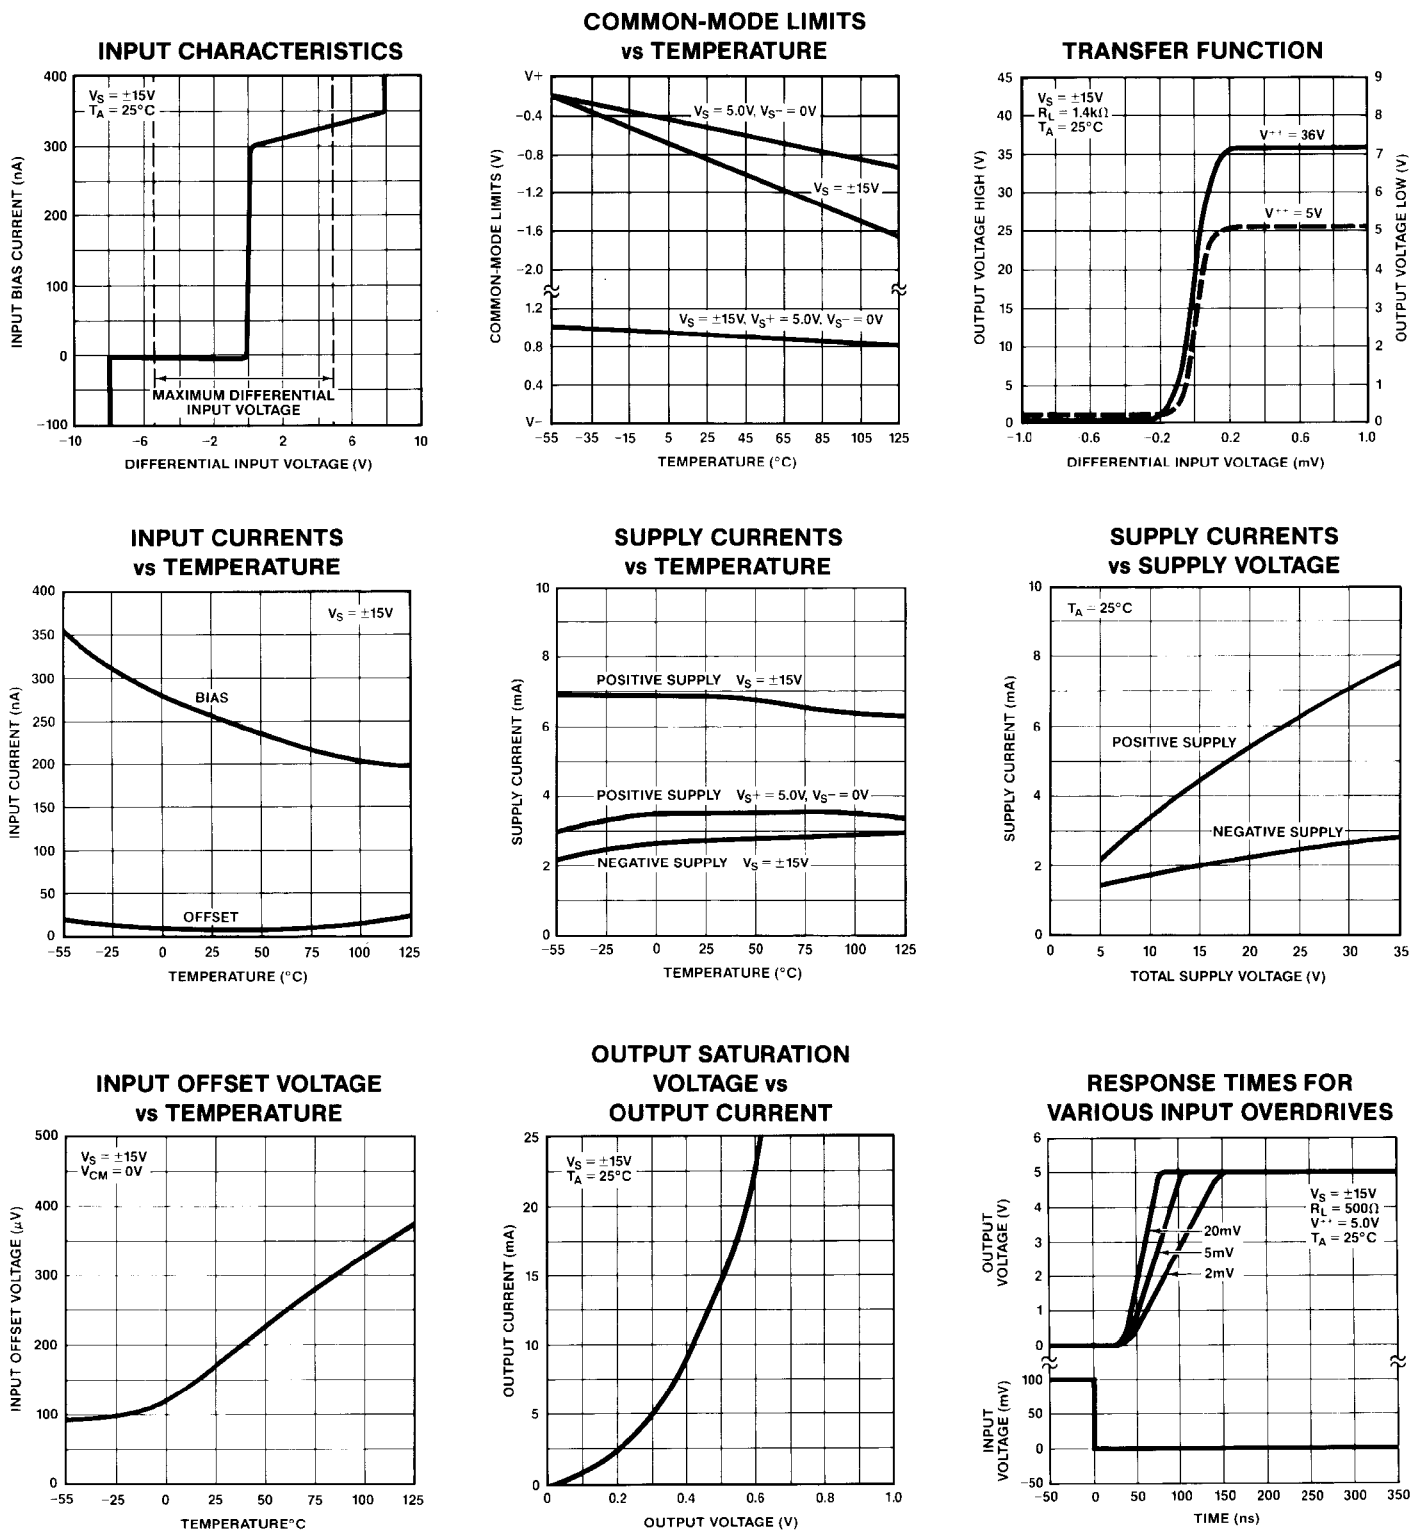 INPUT CHARACTERISTICS
400
300
200
100
0
−100
INPUT BIAS CURRENT (nA)
VS = ±15V
TA = 25°C
MAXIMUM DIFFERENTIAL
INPUT VOLTAGE
−10 −6 −2 2 6 10
DIFFERENTIAL INPUT VOLTAGE (V)
COMMON-MODE LIMITS
vs TEMPERATURE
V+
−0.4
−0.8
−1.2
−1.6
−2.0
1.2
0.8
0.4
V−
COMMON-MODE LIMITS (V)
VS = 5.0V, VS− = 0V
VS = ±15V
VS = ±15V, VS+ = 5.0V, VS− = 0V
−55 −35 −15 5 25 45 65 85 105 125
TEMPERATURE (°C)
TRANSFER FUNCTION
45
40
35
30
25
20
15
10
5
0
OUTPUT VOLTAGE HIGH (V)
VS = ±15V
RL = 1.4kΩ
TA = 25°C
V++ = 36V
V++ = 5V
9
8
7
6
5
4
3
2
1
0
OUTPUT VOLTAGE LOW (V)
−1.0 -0.6 −0.2 0.2 0.6 1.0
DIFFERENTIAL INPUT VOLTAGE (mV)
INPUT CURRENTS
vs TEMPERATURE
400
350
300
250
200
150
100
50
0
INPUT CURRENT (nA)
VS = ±15V
BIAS
OFFSET
−55 −25 0 25 50 75 100 125
TEMPERATURE (°C)
SUPPLY CURRENTS
vs TEMPERATURE
10
8
6
4
2
0
SUPPLY CURRENT (mA)
POSITIVE SUPPLY VS = ±15V
POSITIVE SUPPLY VS+ = 5.0V, VS− = 0V
NEGATIVE SUPPLY VS = ±15V
−55 −25 0 25 50 75 100 125
TEMPERATURE (°C)
SUPPLY CURRENTS
vs SUPPLY VOLTAGE
10
8
6
4
2
0
SUPPLY CURRENT (mA)
TA = 25°C
POSITIVE SUPPLY
NEGATIVE SUPPLY
0 5 10 15 20 25 30 35
TOTAL SUPPLY VOLTAGE (V)
INPUT OFFSET VOLTAGE
vs TEMPERATURE
500
400
300
200
100
0
INPUT OFFSET VOLTAGE (μV)
VS = ±15V
VCM = 0V
−55 −25 0 25 50 75 100 125
TEMPERATURE°C
OUTPUT SATURATION
VOLTAGE vs
OUTPUT CURRENT
25
20
15
10
5
0
OUTPUT CURRENT (mA)
VS = ±15V
TA = 25°C
0 0.2 0.4 0.6 0.8 1.0
OUTPUT VOLTAGE (V)
RESPONSE TIMES FOR
VARIOUS INPUT OVERDRIVES
6
5
4
3
2
1
0
OUTPUT
VOLTAGE (V)
VS = ±15V
RL = 500Ω
V++ = 5.0V
TA = 25°C
20mV
5mV
2mV
100
50
0
−50
INPUT
VOLTAGE (mV)
−50 0 50 100 150 200 250 300 350
TIME (ns)